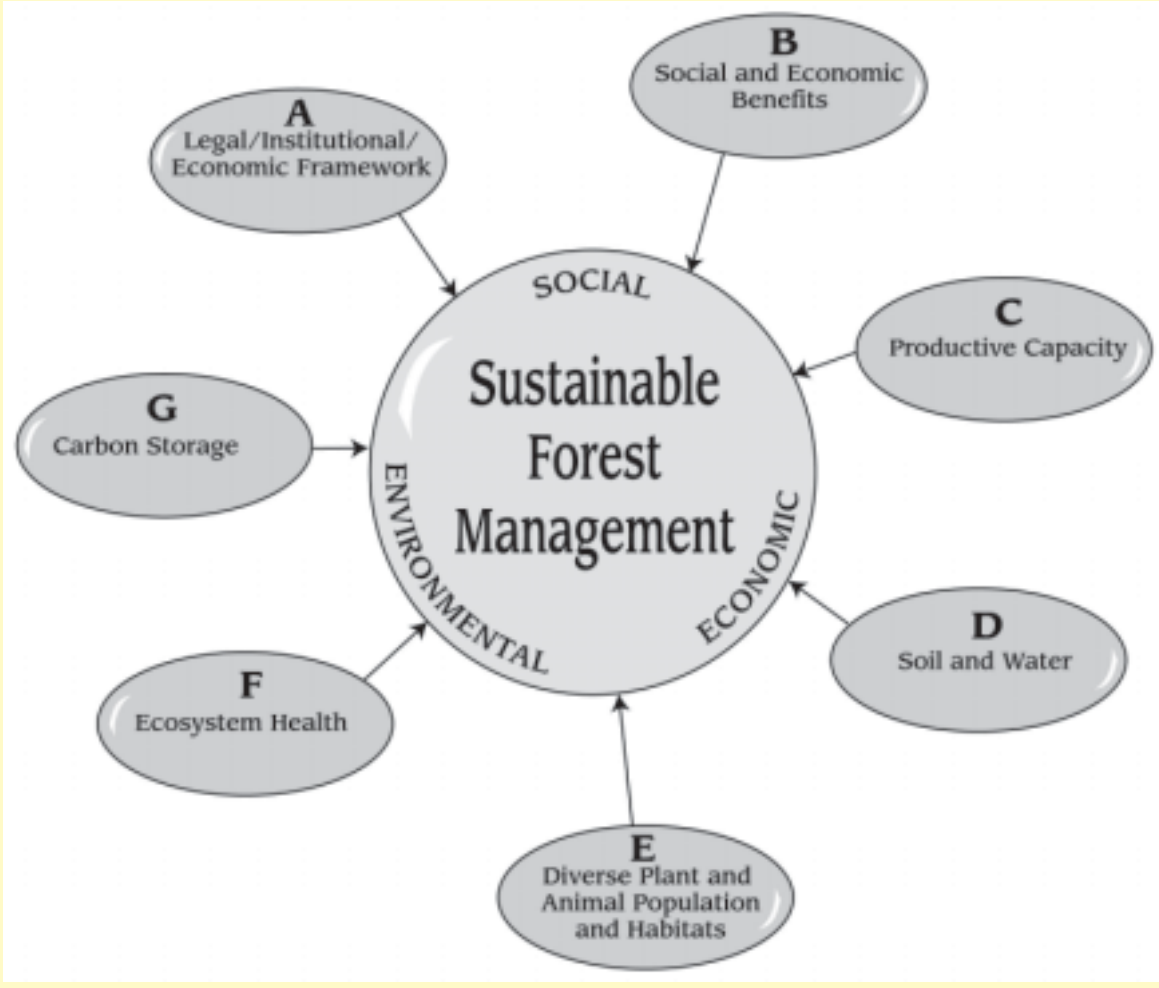 A
Legal/Institutional/
Economic Framework
B
Social and Economic
Benefits
C
Productive Capacity
D
Soil and Water
E
Diverse Plant and
Animal Population
and Habitats
F
Ecosystem Health
G
Carbon Storage
SOCIAL
Sustainable
Forest
Management
ENVIRONMENTAL
ECONOMIC